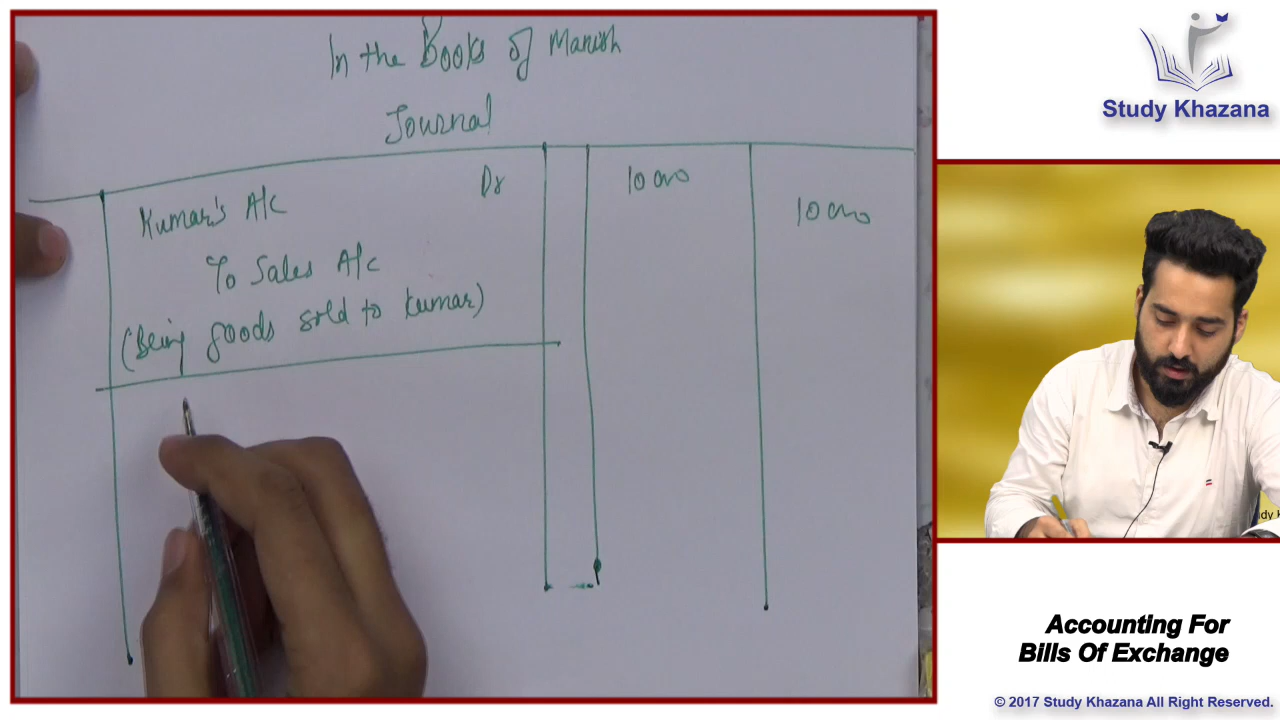 In the Books of Manish
Journal
Kumar's A/c Dr 10000
To Sales A/c 10000
(Being goods sold to Kumar)
Study Khazana
Accounting For
Bills Of Exchange
© 2017 Study Khazana All Right Reserved.